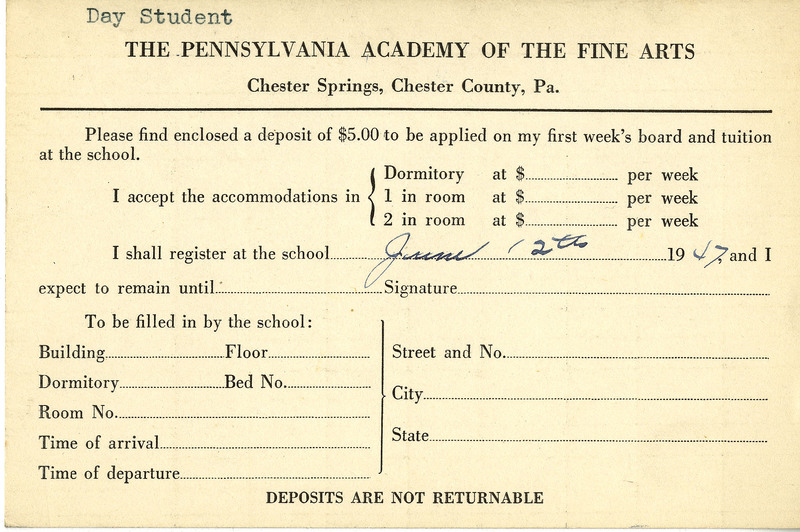 Day Student
THE PENNSYLVANIA ACADEMY OF THE FINE ARTS
Chester Springs, Chester County, Pa.
Please find enclosed a deposit of $5.00 to be applied on my first week's board and tuition
at the school.
I accept the accommodations in { Dormitory at $.................... per week
1 in room at $.................... per week
2 in room at $.................... per week
I shall register at the school............June 12th............1947, and I
expect to remain until....................Signature....................
To be filled in by the school:
Building....................Floor....................
Dormitory....................Bed No.....................
Room No.....................
Time of arrival....................
Time of departure....................
Street and No.....................
City....................
State....................
DEPOSITS ARE NOT RETURNABLE